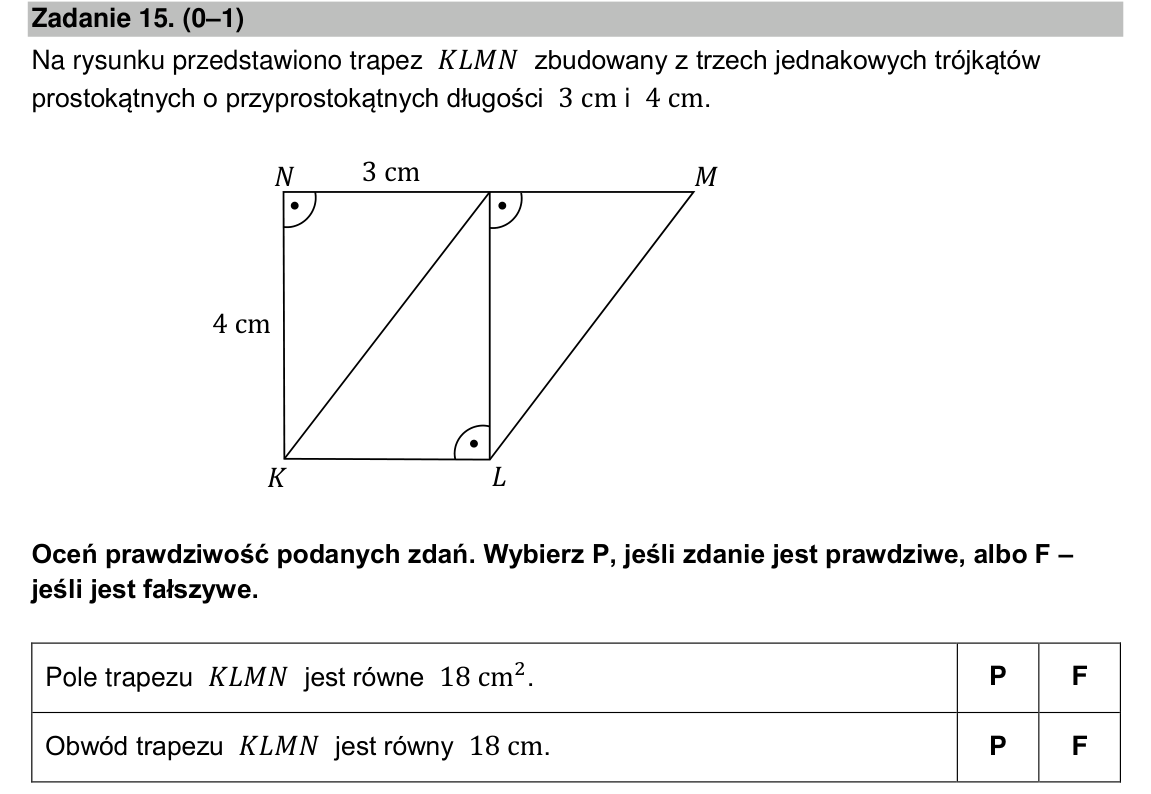 Zadanie 15. (0–1)
Na rysunku przedstawiono trapez KLMN zbudowany z trzech jednakowych trójkątów
prostokątnych o przyprostokątnych długości 3 cm i 4 cm.
N 3 cm M
4 cm
K L
Oceń prawdziwość podanych zdań. Wybierz P, jeśli zdanie jest prawdziwe, albo F –
jeśli jest fałszywe.
Pole trapezu KLMN jest równe 18 cm². P F
Obwód trapezu KLMN jest równy 18 cm. P F